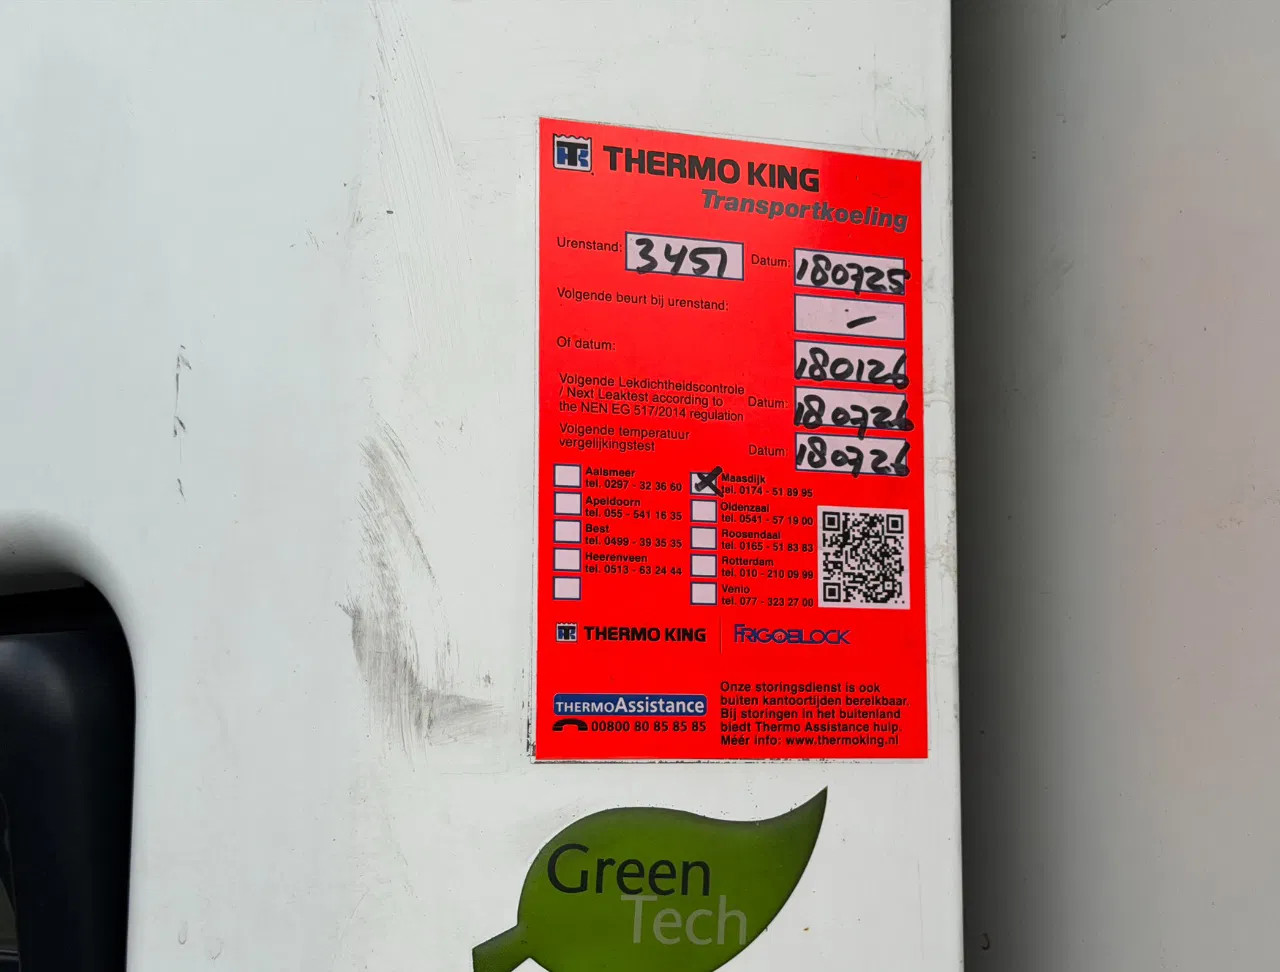 THERMO KING
Transportkoeling
Urenstand: 3451 Datum: 180725
Volgende beurt bij urenstand: -
Of datum: 180126
Volgende Lekdichtheidscontrole
/ Next Leaktest according to Datum: 180726
the NEN EG 517/2014 regulation
Volgende temperatuur
vergelijkingstest Datum: 180726
Aalsmeer
tel. 0297 - 32 36 60
Apeldoorn
tel. 055 - 541 16 35
Best
tel. 0499 - 39 35 35
Heerenveen
tel. 0513 - 63 24 44
X Maasdijk
tel. 0174 - 51 89 95
Oldenzaal
tel. 0541 - 57 19 00
Roosendaal
tel. 0165 - 51 83 83
Rotterdam
tel. 010 - 210 09 99
Venlo
tel. 077 - 323 27 00
THERMO KING
FRIGOBLOCK
THERMOAssistance
00800 80 85 85 85
Onze storingsdienst is ook
buiten kantoortijden bereikbaar.
Bij storingen in het buitenland
biedt Thermo Assistance hulp.
Méér info: www.thermoking.nl
Green
Tech